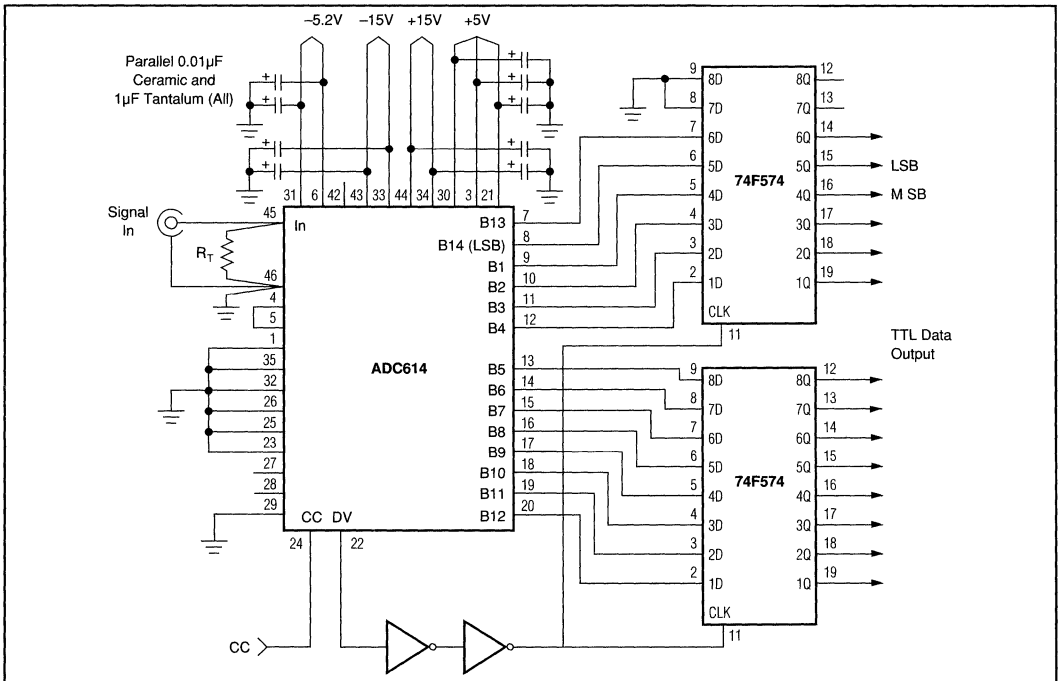 –5.2V –15V +15V +5V
Parallel 0.01µF
Ceramic and
1µF Tantalum (All)
+ + + + + + + + +
31 6 42 43 33 44 34 30 3 21
Signal
In
45
In
R_T
46
4
5
1
35
32
26
25
23
27
28
29
ADC614
CC DV
24 22
CC
B13 7
B14 (LSB) 8
B1 9
B2 10
B3 11
B4 12
B5 13
B6 14
B7 15
B8 16
B9 17
B10 18
B11 19
B12 20
9 8D 8Q 12
8 7D 7Q 13
7 6D 6Q 14
6 5D 5Q 15 LSB
74F574
5 4D 4Q 16 M SB
4 3D 3Q 17
3 2D 2Q 18
2 1D 1Q 19
CLK
11
TTL Data
Output
9 8D 8Q 12
8 7D 7Q 13
7 6D 6Q 14
6 5D 5Q 15
74F574
5 4D 4Q 16
4 3D 3Q 17
3 2D 2Q 18
2 1D 1Q 19
CLK
11